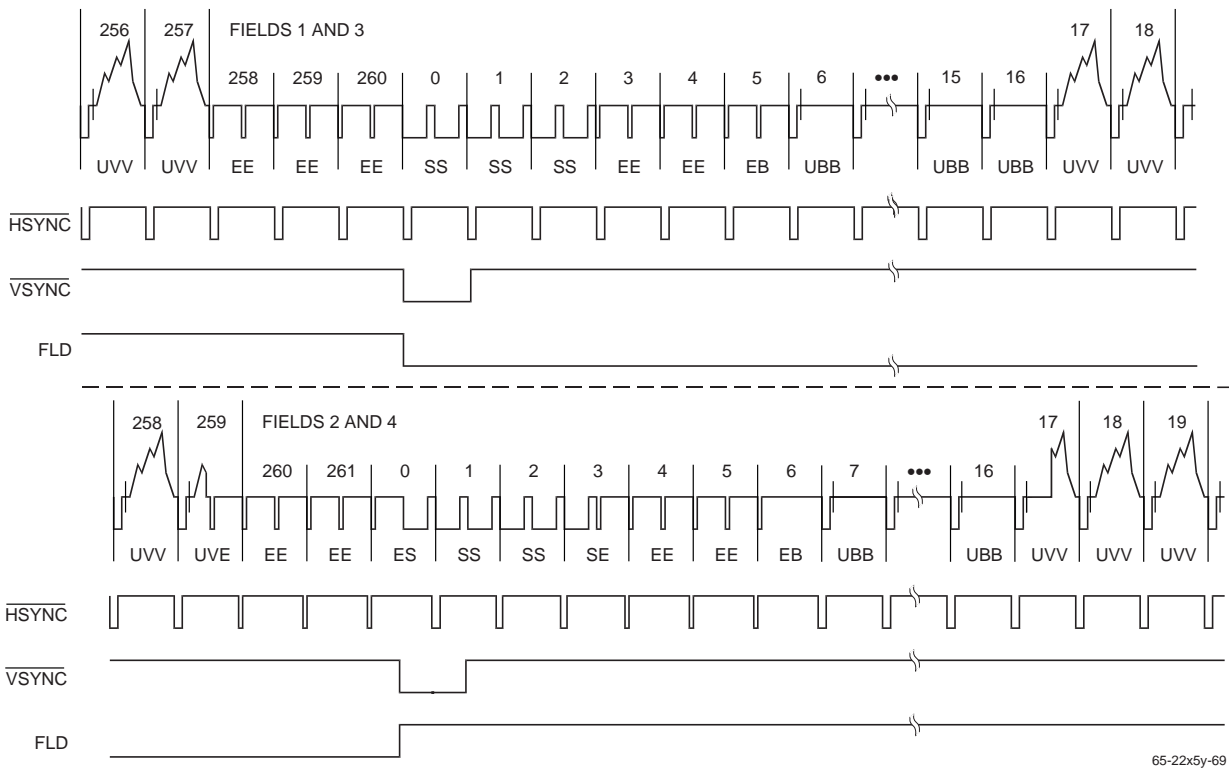 256 257 FIELDS 1 AND 3 17 18
258 259 260 0 1 2 3 4 5 6 ••• 15 16
UVV UVV EE EE EE SS SS SS EE EE EB UBB UBB UBB UVV UVV
HSYNC
VSYNC
FLD
258 259 FIELDS 2 AND 4 17 18 19
260 261 0 1 2 3 4 5 6 7 ••• 16
UVV UVE EE EE ES SS SS SE EE EE EB UBB UBB UVV UVV UVV
HSYNC
VSYNC
FLD
65-22x5y-69